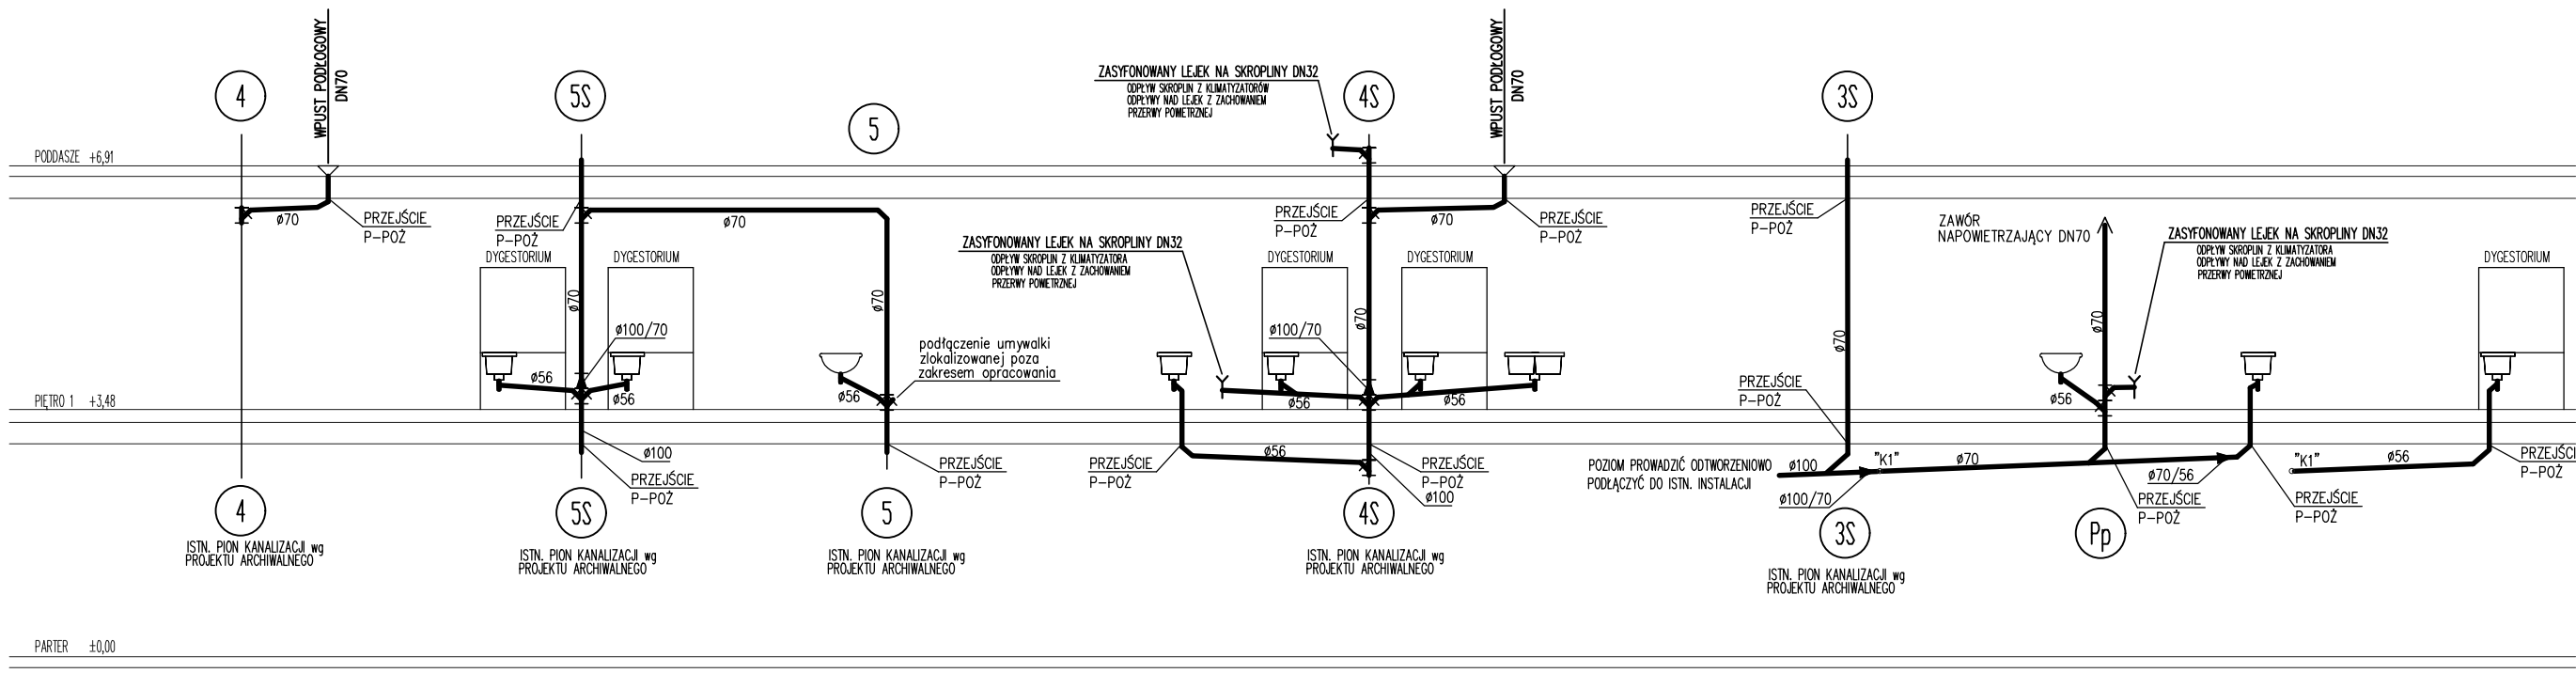 4
WPUST PODŁOGOWY
DN70
5S
5
ZASYFONOWANY LEJEK NA SKROPLINY DN32
ODPŁYW SKROPLIN Z KLIMATYZATORÓW
ODPŁYWY NAD LEJEK Z ZACHOWANIEM
PRZERWY POWIETRZNEJ
4S
WPUST PODŁOGOWY
DN70
3S
PODDASZE +6,91
ø70
PRZEJŚCIE
P-POŻ
PRZEJŚCIE
P-POŻ
ø70
PRZEJŚCIE
P-POŻ
ø70
PRZEJŚCIE
P-POŻ
PRZEJŚCIE
P-POŻ
ZAWÓR
NAPOWIETRZAJĄCY DN70
ZASYFONOWANY LEJEK NA SKROPLINY DN32
ODPŁYW SKROPLIN Z KLIMATYZATORA
ODPŁYWY NAD LEJEK Z ZACHOWANIEM
PRZERWY POWIETRZNEJ
ZASYFONOWANY LEJEK NA SKROPLINY DN32
ODPŁYW SKROPLIN Z KLIMATYZATORA
ODPŁYWY NAD LEJEK Z ZACHOWANIEM
PRZERWY POWIETRZNEJ
DYGESTORIUM
DYGESTORIUM
DYGESTORIUM
DYGESTORIUM
DYGESTORIUM
ø70
ø70
ø70
ø70
ø70
ø100/70
ø100/70
podłączenie umywalki
zlokalizowanej poza
zakresem opracowania
ø56
ø56
ø56
ø56
ø56
PRZEJŚCIE
P-POŻ
ø56
PIĘTRO 1 +3,48
ø100
PRZEJŚCIE
P-POŻ
PRZEJŚCIE
P-POŻ
PRZEJŚCIE
P-POŻ
ø56
PRZEJŚCIE
P-POŻ
ø100
POZIOM PROWADZIĆ ODTWORZENIOWO
PODŁĄCZYĆ DO ISTN. INSTALACJI
ø100
"K1"
ø70
ø100/70
ø70/56
PRZEJŚCIE
P-POŻ
"K1"
ø56
PRZEJŚCIE
P-POŻ
PRZEJŚCI
P-POŻ
4
ISTN. PION KANALIZACJI wg
PROJEKTU ARCHIWALNEGO
5S
ISTN. PION KANALIZACJI wg
PROJEKTU ARCHIWALNEGO
5
ISTN. PION KANALIZACJI wg
PROJEKTU ARCHIWALNEGO
4S
ISTN. PION KANALIZACJI wg
PROJEKTU ARCHIWALNEGO
3S
ISTN. PION KANALIZACJI wg
PROJEKTU ARCHIWALNEGO
Pp
PARTER ±0,00